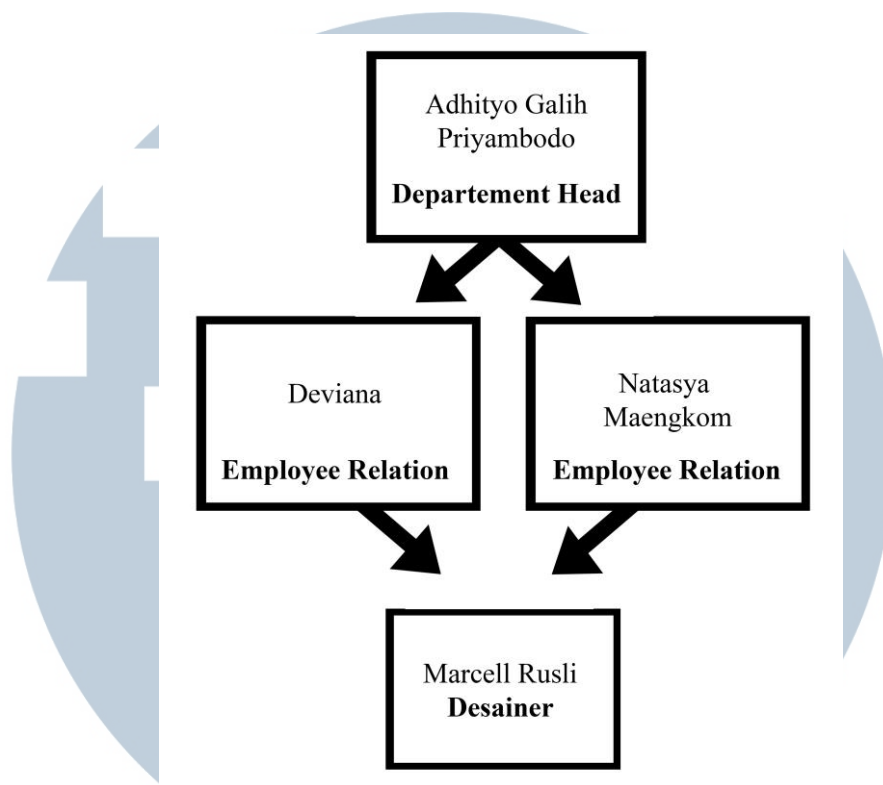 Adhityo Galih
Priyambodo
Departement Head
Deviana
Employee Relation
Natasya
Maengkom
Employee Relation
Marcell Rusli
Desainer